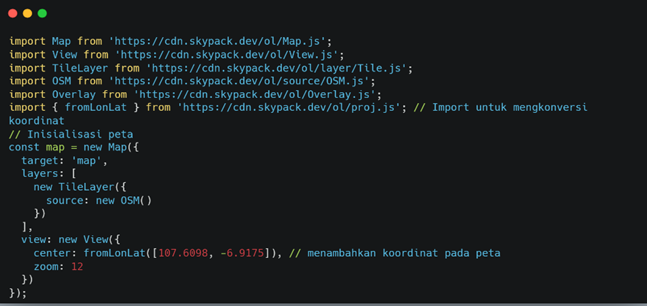 import Map from 'https://cdn.skypack.dev/ol/Map.js';
import View from 'https://cdn.skypack.dev/ol/View.js';
import TileLayer from 'https://cdn.skypack.dev/ol/layer/Tile.js';
import OSM from 'https://cdn.skypack.dev/ol/source/OSM.js';
import Overlay from 'https://cdn.skypack.dev/ol/Overlay.js';
import { fromLonLat } from 'https://cdn.skypack.dev/ol/proj.js'; // Import untuk mengkonversi
koordinat
// Inisialisasi peta
const map = new Map({
  target: 'map',
  layers: [
    new TileLayer({
      source: new OSM()
    })
  ],
  view: new View({
    center: fromLonLat([107.6098, -6.9175]), // menambahkan koordinat pada peta
    zoom: 12
  })
});